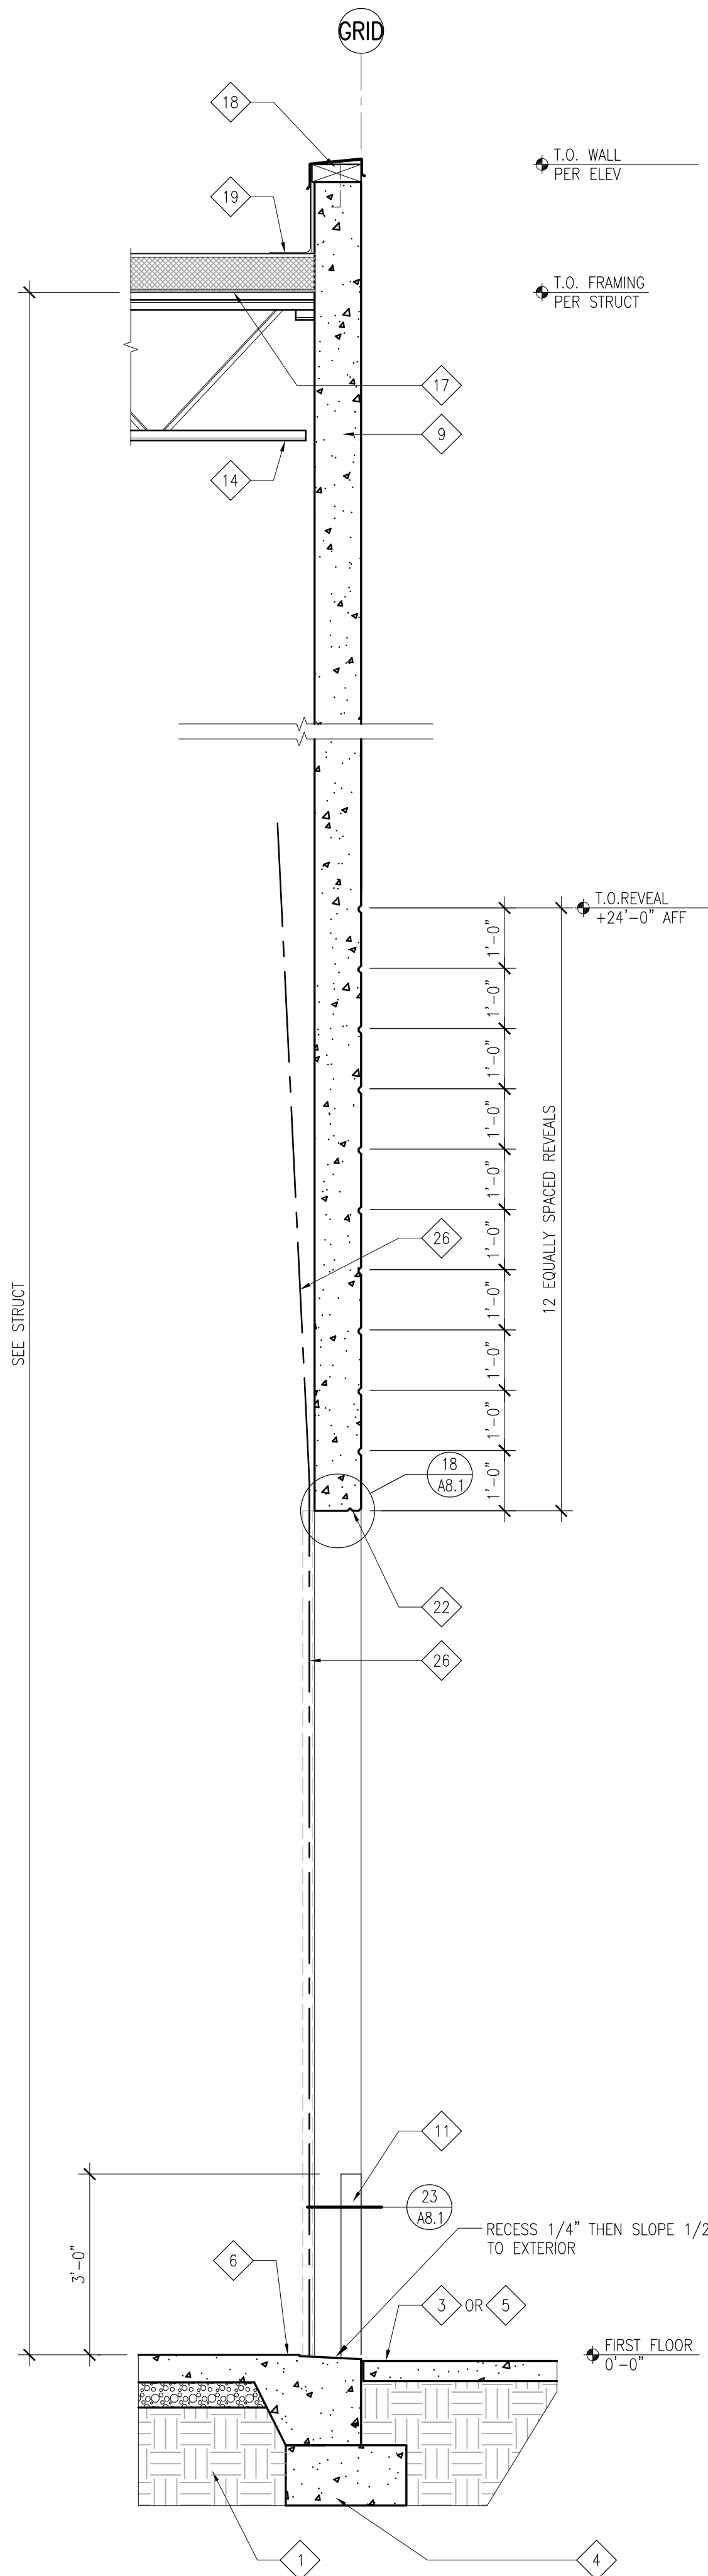 GRID
18
T.O. WALL
PER ELEV
19
T.O. FRAMING
PER STRUCT
17
9
14
T.O.REVEAL
+24'-0" AFF
1'-0"
1'-0"
1'-0"
1'-0"
1'-0"
1'-0"
1'-0"
1'-0"
1'-0"
1'-0"
12 EQUALLY SPACED REVEALS
26
SEE STRUCT
18
A8.1
22
26
11
23
A8.1
RECESS 1/4" THEN SLOPE 1/2
TO EXTERIOR
3'-0"
6
3 OR 5
FIRST FLOOR
0'-0"
1
4